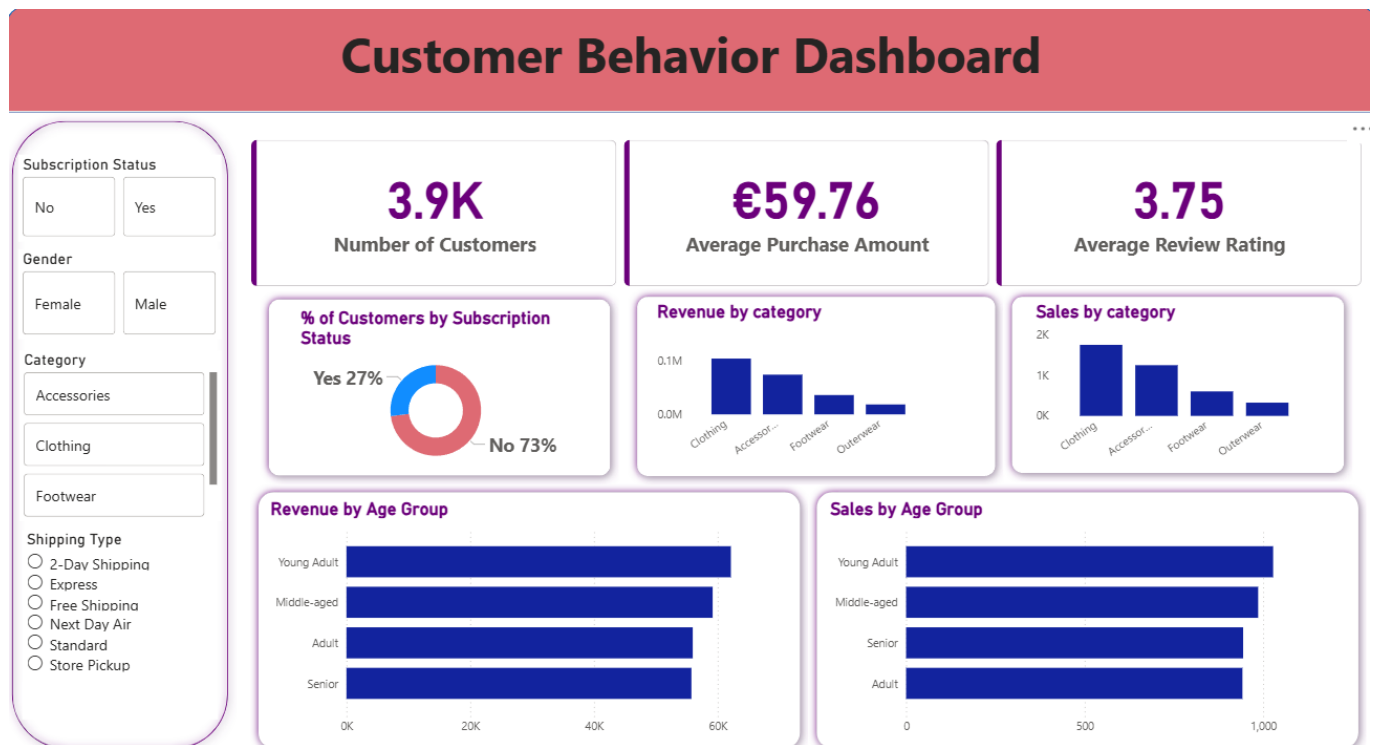 Customer Behavior Dashboard
Subscription Status
No
Yes
Gender
Female
Male
Category
Accessories
Clothing
Footwear
Shipping Type
2-Day Shipping
Express
Free Shipping
Next Day Air
Standard
Store Pickup
3.9K
Number of Customers
€59.76
Average Purchase Amount
3.75
Average Review Rating
% of Customers by Subscription
Status
Yes 27%
No 73%
Revenue by category
0.1M
0.0M
Clothing
Accessor...
Footwear
Outerwear
Sales by category
2K
1K
0K
Clothing
Accessor...
Footwear
Outerwear
Revenue by Age Group
Young Adult
Middle-aged
Adult
Senior
0K
20K
40K
60K
Sales by Age Group
Young Adult
Middle-aged
Senior
Adult
0
500
1,000